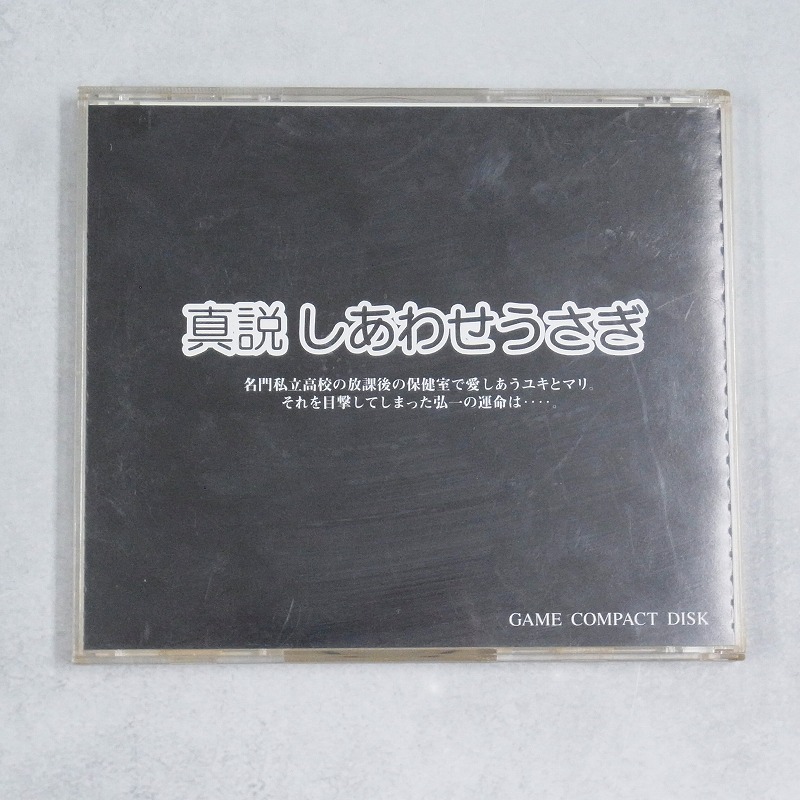 真説 しあわせうさぎ
名門私立高校の放課後の保健室で愛しあうユキとマリ。
それを目撃してしまった弘一の運命は‥‥。
GAME COMPACT DISK